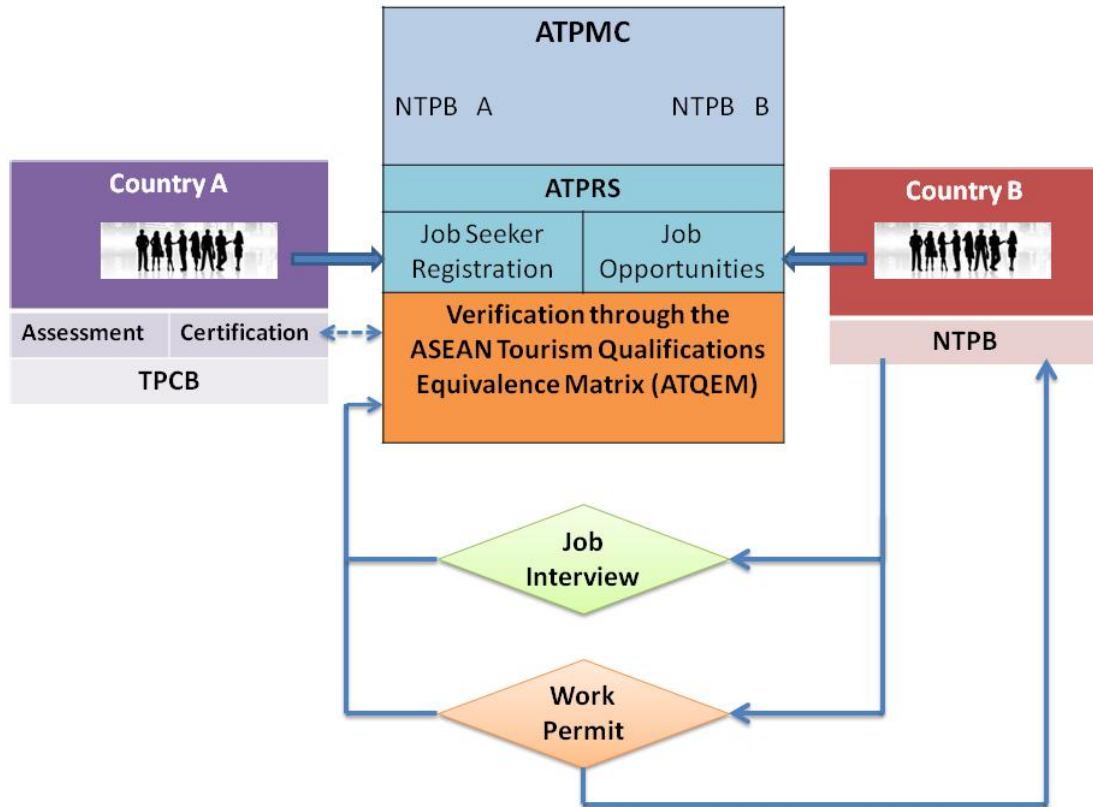 ATPMC
NTPB A
NTPB B
Country A
ATPRS
Country B
Job Seeker
Registration
Job
Opportunities
Assessment
Certification
TPCB
Verification through the
ASEAN Tourism Qualifications
Equivalence Matrix (ATQEM)
NTPB
Job
Interview
Work
Permit